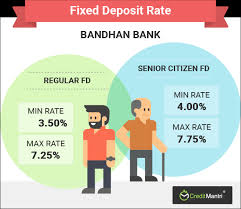 Fixed Deposit Rate
BANDHAN BANK
REGULAR FD
SENIOR CITIZEN FD
MIN RATE
3.50%
MAX RATE
7.25%
MIN RATE
4.00%
MAX RATE
7.75%
CreditMantri